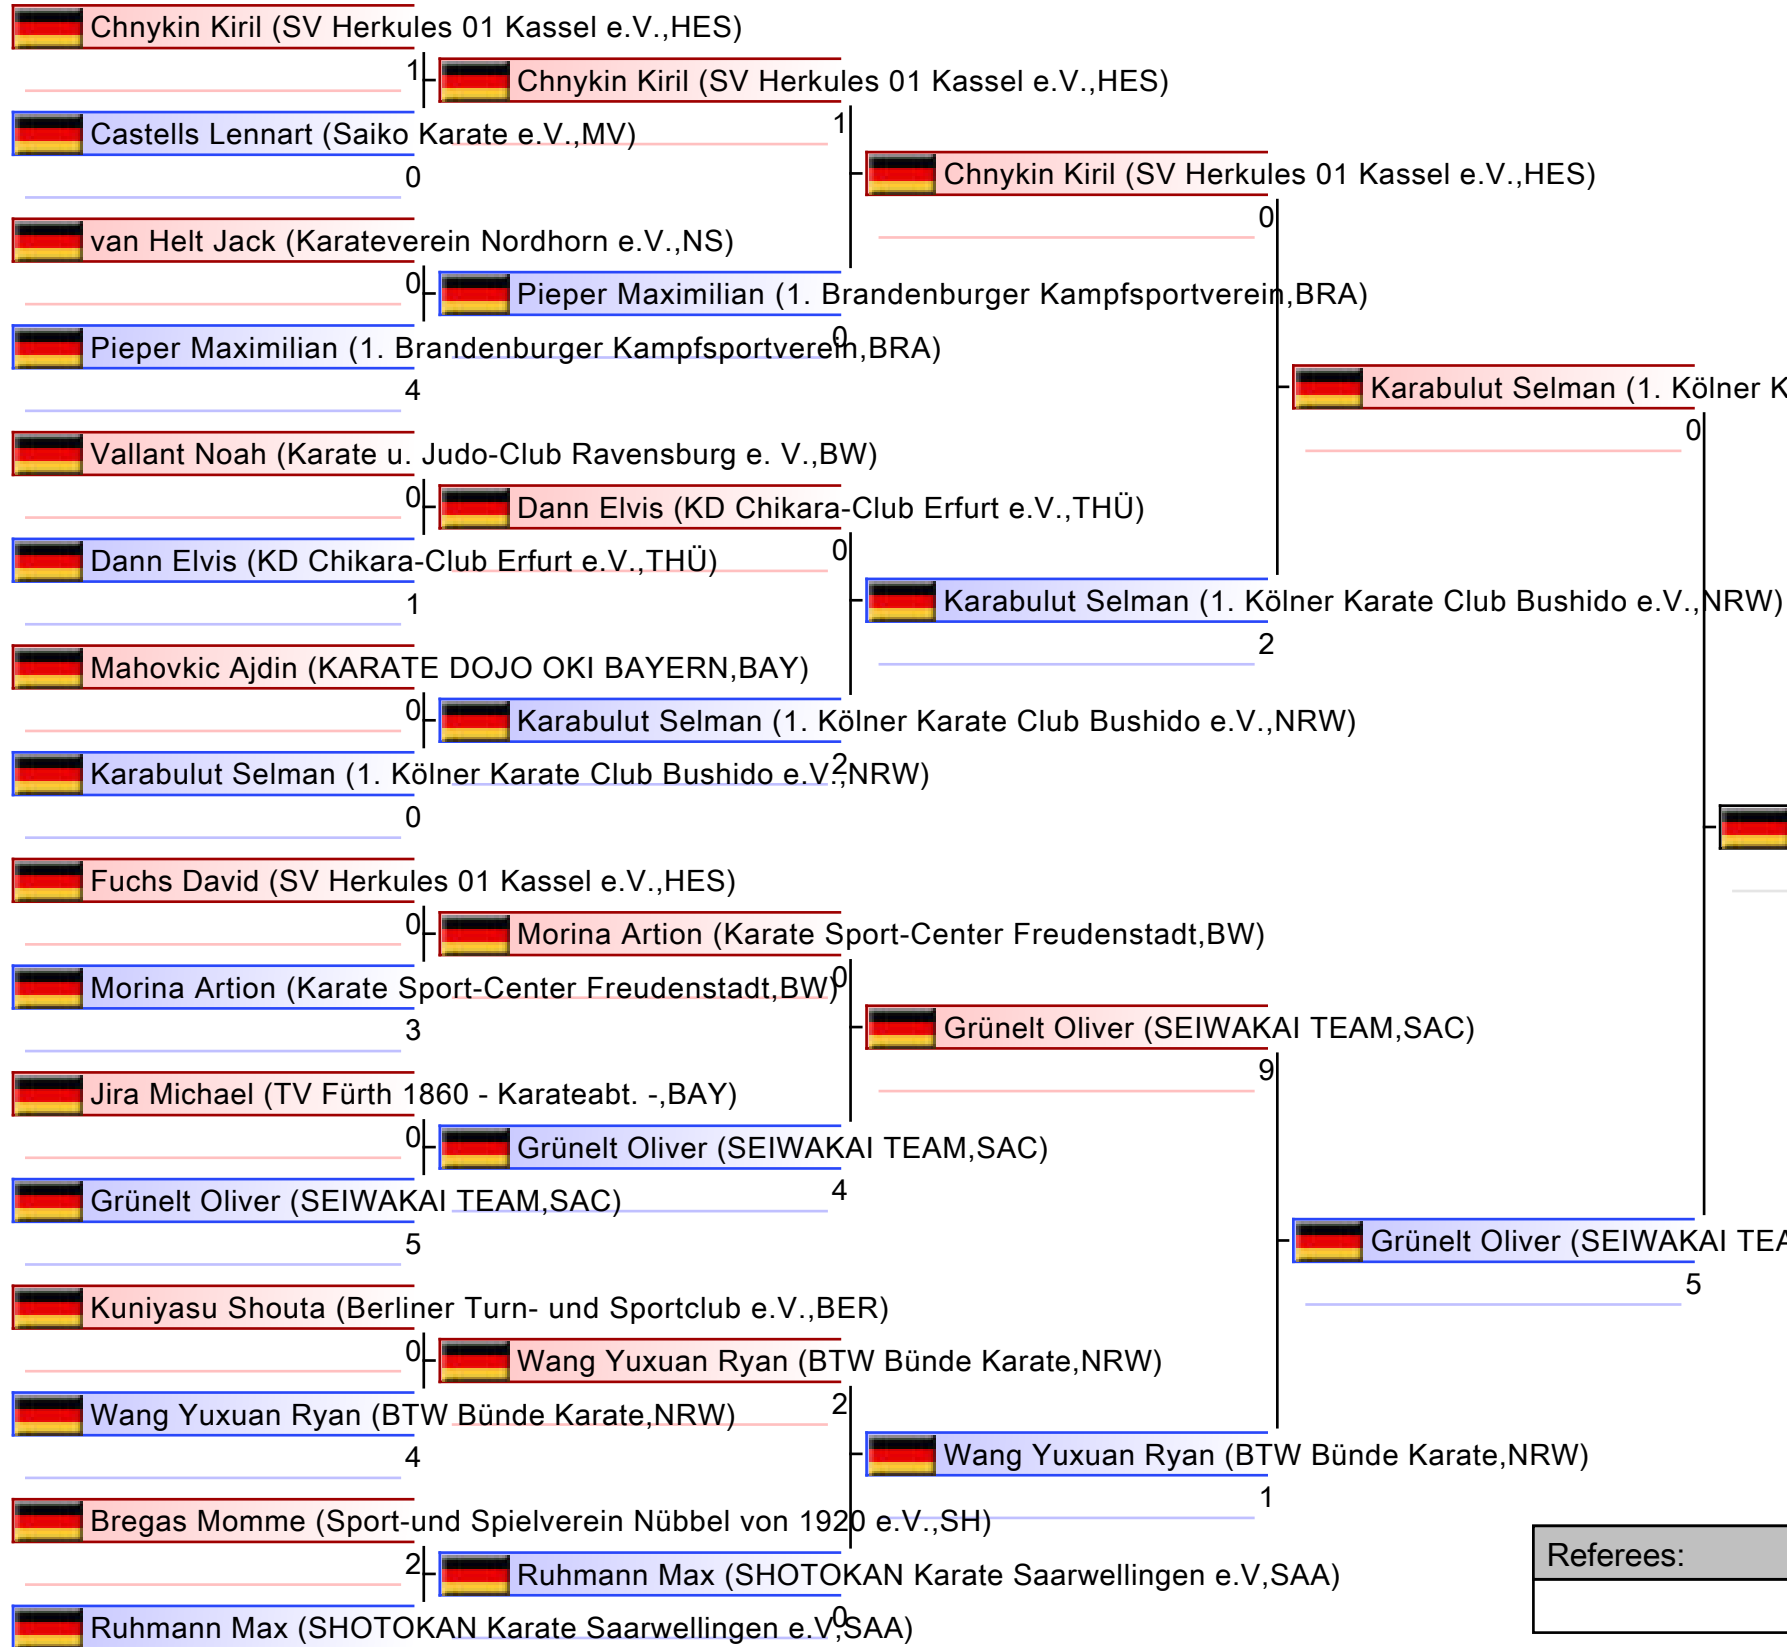 Chnykin Kiril (SV Herkules 01 Kassel e.V.,HES)
1
Chnykin Kiril (SV Herkules 01 Kassel e.V.,HES)
Castells Lennart (Saiko Karate e.V.,MV)
1
0
Chnykin Kiril (SV Herkules 01 Kassel e.V.,HES)
0
van Helt Jack (Karateverein Nordhorn e.V.,NS)
0
Pieper Maximilian (1. Brandenburger Kampfsportverein,BRA)
0
Pieper Maximilian (1. Brandenburger Kampfsportverein,BRA)
4
Karabulut Selman (1. Kölner K
0
Vallant Noah (Karate u. Judo-Club Ravensburg e. V.,BW)
0
Dann Elvis (KD Chikara-Club Erfurt e.V.,THÜ)
0
Dann Elvis (KD Chikara-Club Erfurt e.V.,THÜ)
1
Karabulut Selman (1. Kölner Karate Club Bushido e.V.,NRW)
2
Mahovkic Ajdin (KARATE DOJO OKI BAYERN,BAY)
0
Karabulut Selman (1. Kölner Karate Club Bushido e.V.,NRW)
2
Karabulut Selman (1. Kölner Karate Club Bushido e.V.,NRW)
0
Fuchs David (SV Herkules 01 Kassel e.V.,HES)
0
Morina Artion (Karate Sport-Center Freudenstadt,BW)
0
Morina Artion (Karate Sport-Center Freudenstadt,BW)
3
Grünelt Oliver (SEIWAKAI TEAM,SAC)
9
Jira Michael (TV Fürth 1860 - Karateabt. -,BAY)
0
Grünelt Oliver (SEIWAKAI TEAM,SAC)
4
Grünelt Oliver (SEIWAKAI TEAM,SAC)
5
Grünelt Oliver (SEIWAKAI TEA
5
Kuniyasu Shouta (Berliner Turn- und Sportclub e.V.,BER)
0
Wang Yuxuan Ryan (BTW Bünde Karate,NRW)
2
Wang Yuxuan Ryan (BTW Bünde Karate,NRW)
4
Wang Yuxuan Ryan (BTW Bünde Karate,NRW)
1
Bregas Momme (Sport-und Spielverein Nübbel von 1920 e.V.,SH)
2
Ruhmann Max (SHOTOKAN Karate Saarwellingen e.V,SAA)
0
Ruhmann Max (SHOTOKAN Karate Saarwellingen e.V,SAA)
Referees: